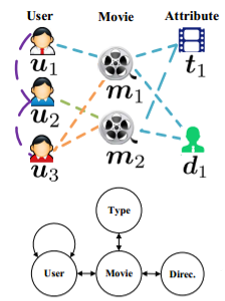 User Movie Attribute
u1 m1 t1
u2 m2
u3 d1
Type
User Movie Direc.